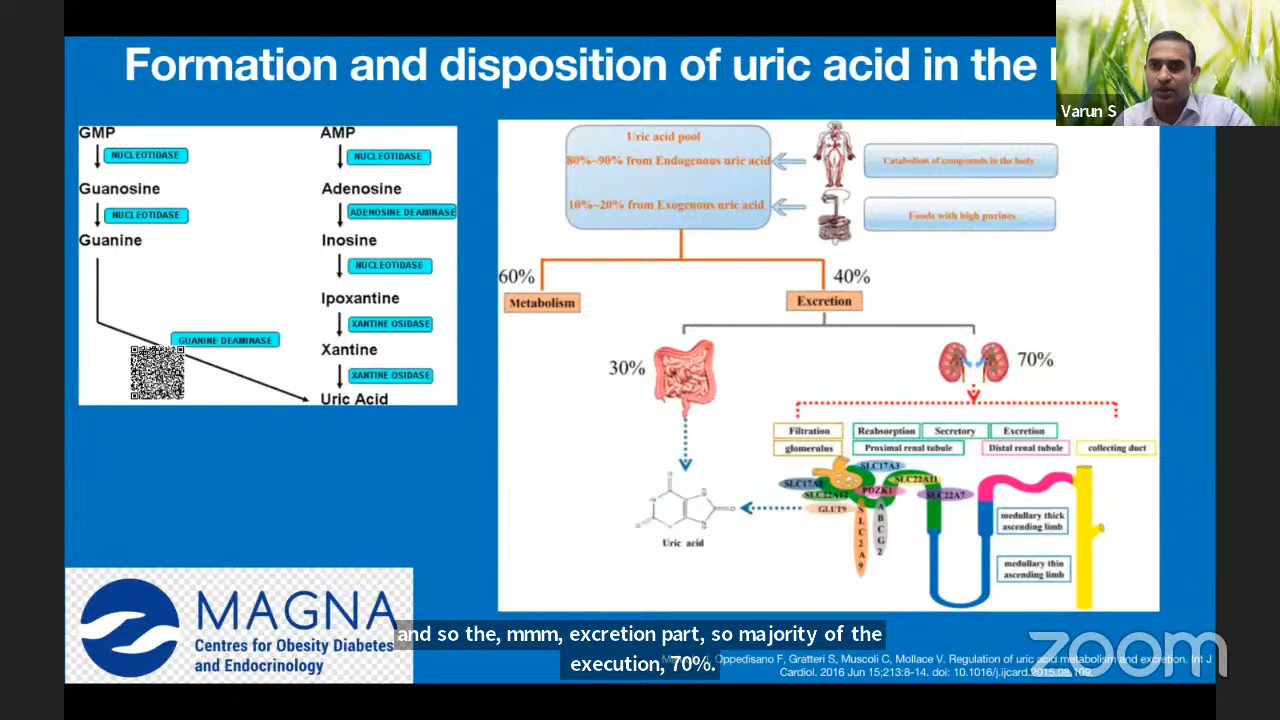 Formation and disposition of uric acid in the
Varun S
GMP
NUCLEOTIDASE
Guanosine
NUCLEOTIDASE
Guanine
GUANINE DEAMINASE
AMP
NUCLEOTIDASE
Adenosine
ADENOSINE DEAMINASE
Inosine
NUCLEOTIDASE
Ipoxantine
XANTINE OSIDASE
Xantine
XANTINE OSIDASE
Uric Acid
Uric acid pool
80%~90% from Endogenous uric acid
10%~20% from Exogenous uric acid
Catabolism of compounds in the body
Foods with high purines
60%
Metabolism
40%
Excretion
30%
70%
Filtration
Reabsorption
Secretory
Excretion
glomerulus
Proximal renal tubule
Distal renal tubule
collecting duct
SLC17A3
SLC17A1
SLC22A11
SLC22A12
PDZK1
SLC22A7
GLUT9
SLC2A9
ABCG2
medullary thick
ascending limb
medullary thin
ascending limb
Uric acid
MAGNA
Centres for Obesity Diabetes
and Endocrinology
and so the, mmm, excretion part, so majority of the
execution, 70%.
Oppedisano F, Gratteri S, Muscoli C, Mollace V. Regulation of uric acid metabolism and excretion. Int J
Cardiol. 2016 Jun 15;213:8-14. doi: 10.1016/j.ijcard.2015.08.109.
zoom